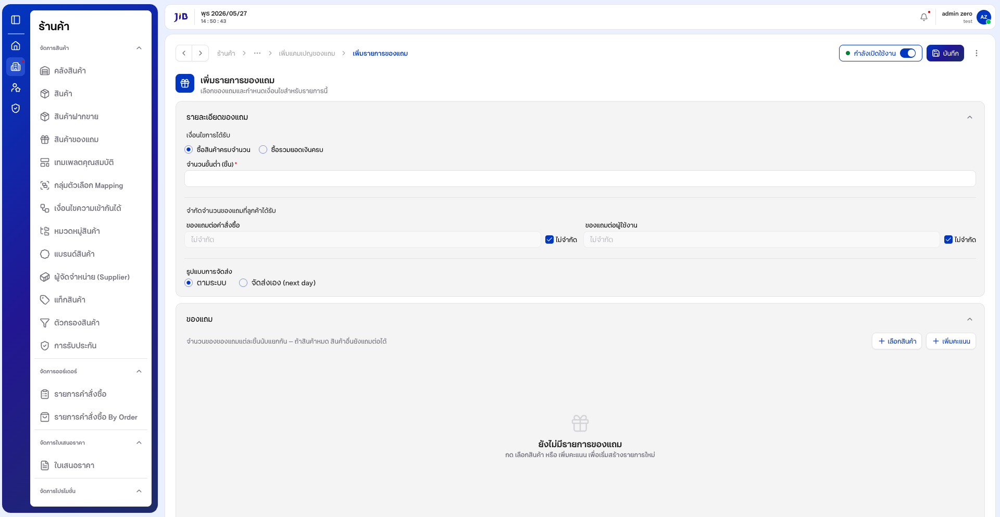 ร้านค้า
จัดการสินค้า
คลังสินค้า
สินค้า
สินค้าฝากขาย
สินค้าของแถม
เทมเพลตคุณสมบัติ
กลุ่มตัวเลือก Mapping
เงื่อนไขความเข้ากันได้
หมวดหมู่สินค้า
แบรนด์สินค้า
ผู้จัดจำหน่าย (Supplier)
แท็กสินค้า
ตัวกรองสินค้า
การรับประกัน
จัดการออร์เดอร์
รายการคำสั่งซื้อ
รายการคำสั่งซื้อ By Order
จัดการใบเสนอราคา
ใบเสนอราคา
จัดการโปรโมชั่น
JIB
พุธ 2026/05/27
14 : 50 : 43
admin zero
test
AZ
ร้านค้า > ··· > เพิ่มแคมเปญของแถม > เพิ่มรายการของแถม
กำลังเปิดใช้งาน
บันทึก
เพิ่มรายการของแถม
เลือกของแถมและกำหนดเงื่อนไขสำหรับรายการนี้
รายละเอียดของแถม
เงื่อนไขการได้รับ
ซื้อสินค้าครบจำนวน ซื้อรวมยอดเงินครบ
จำนวนขั้นต่ำ (ชิ้น) *
จำกัดจำนวนของแถมที่ลูกค้าได้รับ
ของแถมต่อคำสั่งซื้อ ของแถมต่อผู้ใช้งาน
ไม่จำกัด ไม่จำกัด ไม่จำกัด ไม่จำกัด
รูปแบบการจัดส่ง
ตามระบบ จัดส่งเอง (next day)
ของแถม
จำนวนของของแถมแต่ละชิ้นนับแยกกัน — ถ้าสินค้าหมด สินค้าอื่นยังแถมต่อได้
เลือกสินค้า เพิ่มคะแนน
ยังไม่มีรายการของแถม
กด เลือกสินค้า หรือ เพิ่มคะแนน เพื่อเริ่มสร้างรายการใหม่